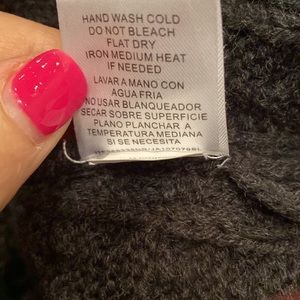 HAND WASH COLD
DO NOT BLEACH
FLAT DRY
IRON MEDIUM HEAT
IF NEEDED
LAVAR A MANO CON
AGUA FRIA
NO USAR BLANQUEADOR
SECAR SOBRE SUPERFICIE
PLANO PLANCHAR A
TEMPERATURA MEDIANA
SI SE NECESITA